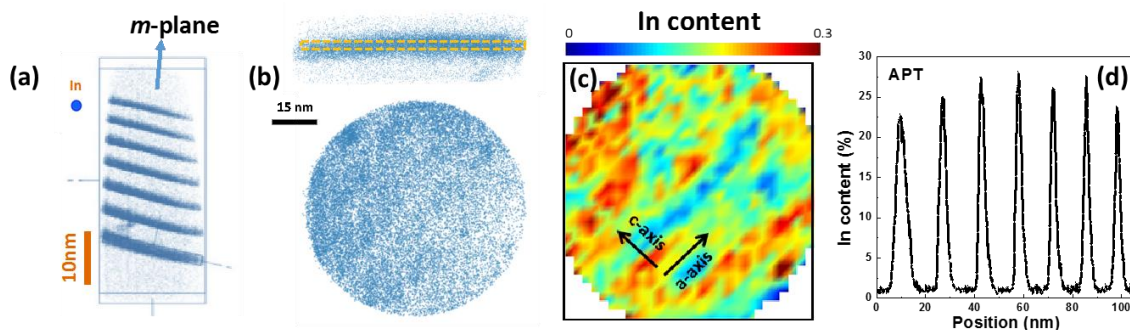 m-plane
(a)
In
10nm
(b)
15 nm
In content
0
0.3
(c)
c-axis
a-axis
(d)
APT
In content (%)
30
25
20
15
10
5
0
0 20 40 60 80 100
Position (nm)